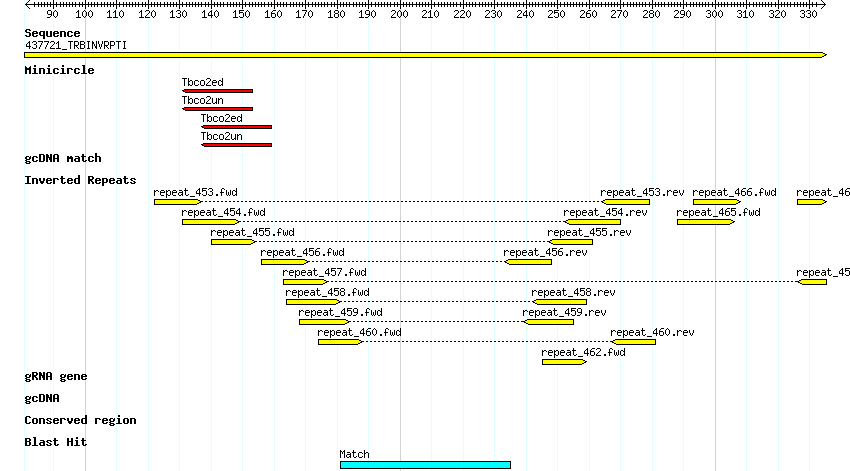 90 100 110 120 130 140 150 160 170 180 190 200 210 220 230 240 250 260 270 280 290 300 310 320 330
Sequence
437721_TRBINVRPTI
Minicircle
Tbco2ed
Tbco2un
Tbco2ed
Tbco2un
gcDNA match
Inverted Repeats
repeat_453.fwd repeat_453.rev repeat_466.fwd repeat_46
repeat_454.fwd repeat_454.rev repeat_465.fwd
repeat_455.fwd repeat_455.rev
repeat_456.fwd repeat_456.rev
repeat_457.fwd repeat_45
repeat_458.fwd repeat_458.rev
repeat_459.fwd repeat_459.rev
repeat_460.fwd repeat_460.rev
repeat_462.fwd
gRNA gene
gcDNA
Conserved region
Blast Hit
Match